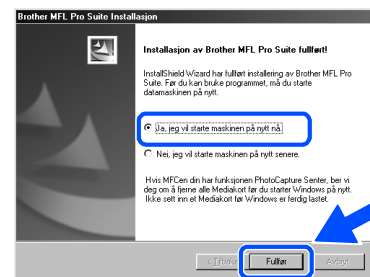 Brother MFL Pro Suite Installasjon
Installasjon av Brother MFL Pro Suite fullført!
InstallShield Wizard har fullført installering av Brother MFL Pro
Suite. Før du kan bruke programmet, må du starte
datamaskinen på nytt.
Ja, jeg vil starte maskinen på nytt nå.
Nei, jeg vil starte maskinen på nytt senere.
Hvis MFCen din har funksjonen PhotoCapture Senter, ber vi
deg om å fjerne alle Mediakort før du starter Windows på nytt.
Ikke sett inn et Mediakort før Windows er ferdig lastet.
< Tilbake Fullfør Avbryt